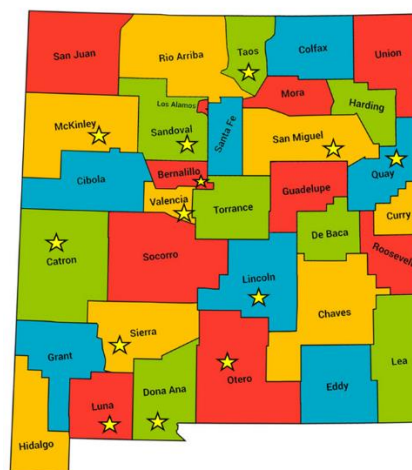 San Juan
Rio Arriba
Taos
Colfax
Union
Mora
Harding
Los Alamos
Sandoval
Santa Fe
McKinley
San Miguel
Quay
Bernalillo
Cibola
Guadelupe
Valencia
Torrance
Curry
De Baca
Roosevelt
Catron
Socorro
Lincoln
Chaves
Sierra
Otero
Lea
Grant
Dona Ana
Eddy
Luna
Hidalgo